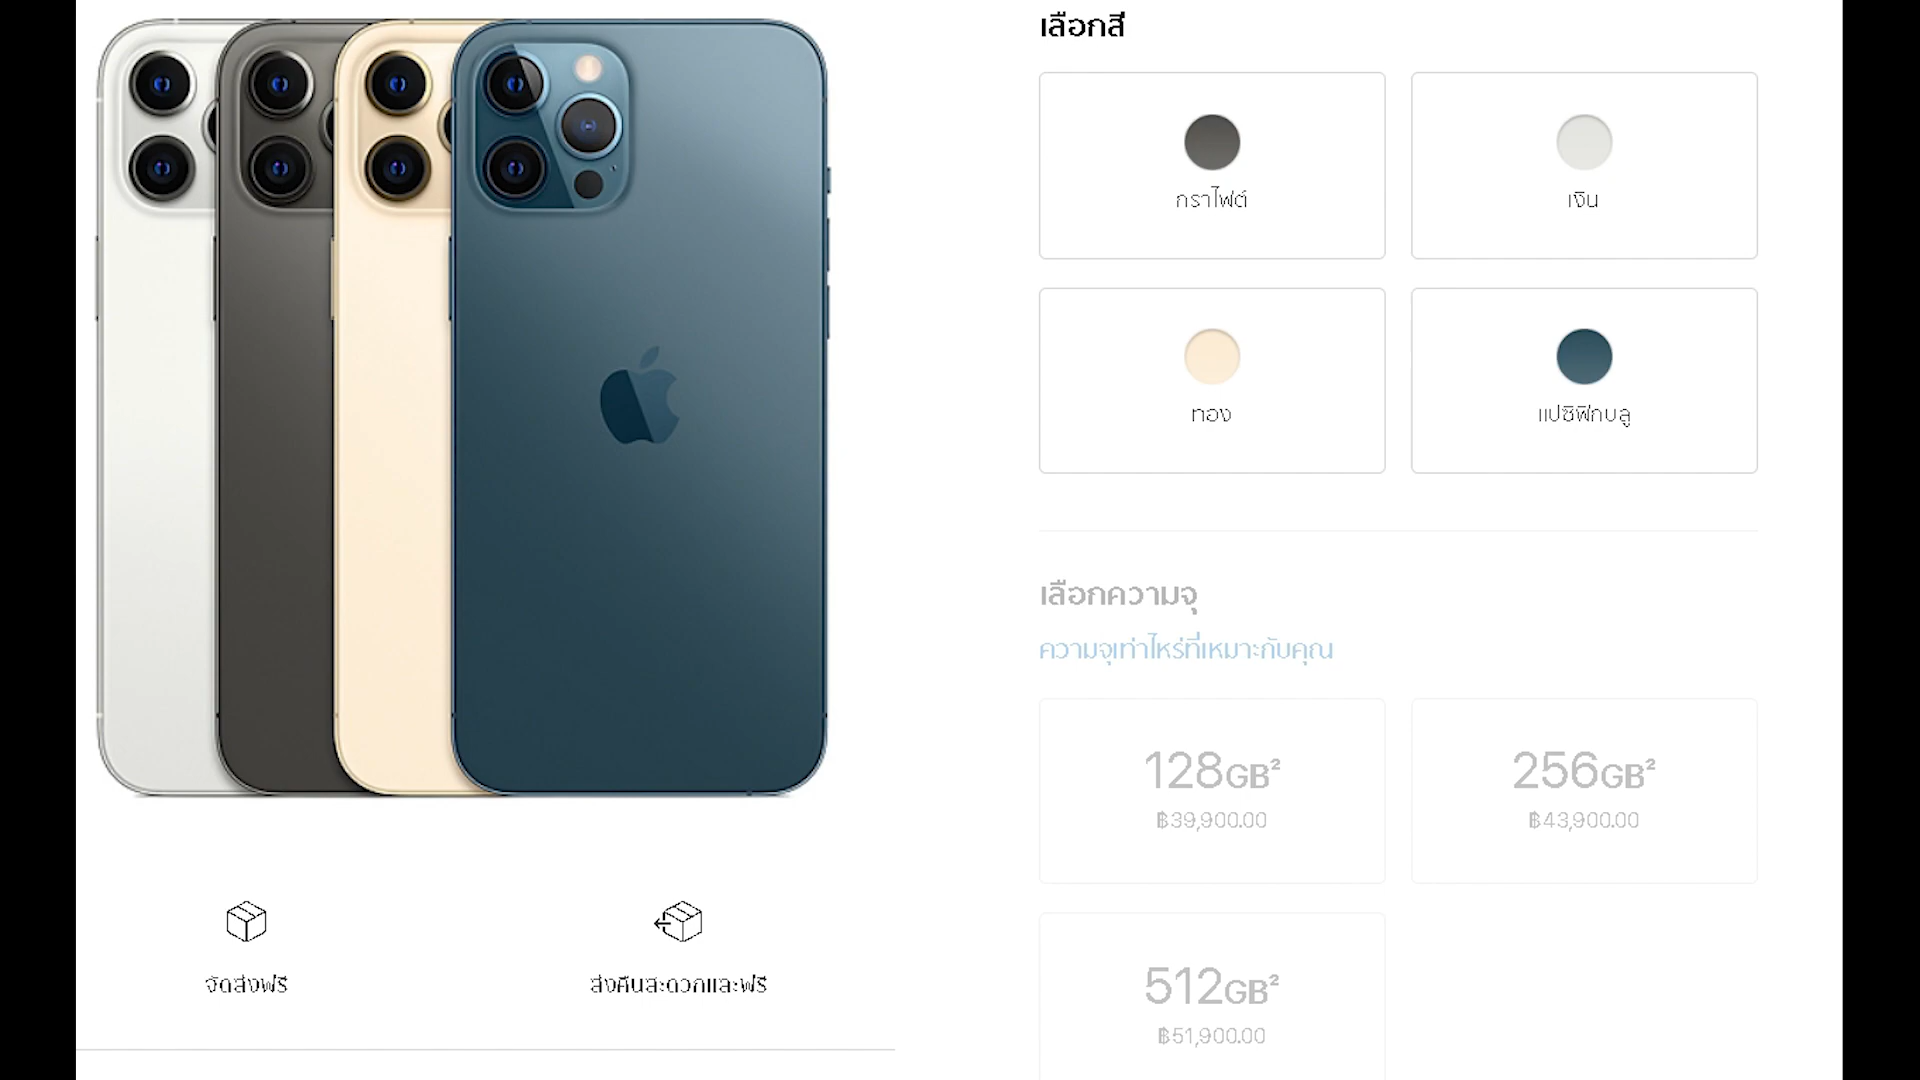 เลือกสี
กราไฟต์
เงิน
ทอง
แปซิฟิกบลู
เลือกความจุ
ความจุเท่าไหร่ที่เหมาะกับคุณ
128GB²
฿39,900.00
256GB²
฿43,900.00
512GB²
฿51,900.00
จัดส่งฟรี
ส่งคืนสะดวกและฟรี